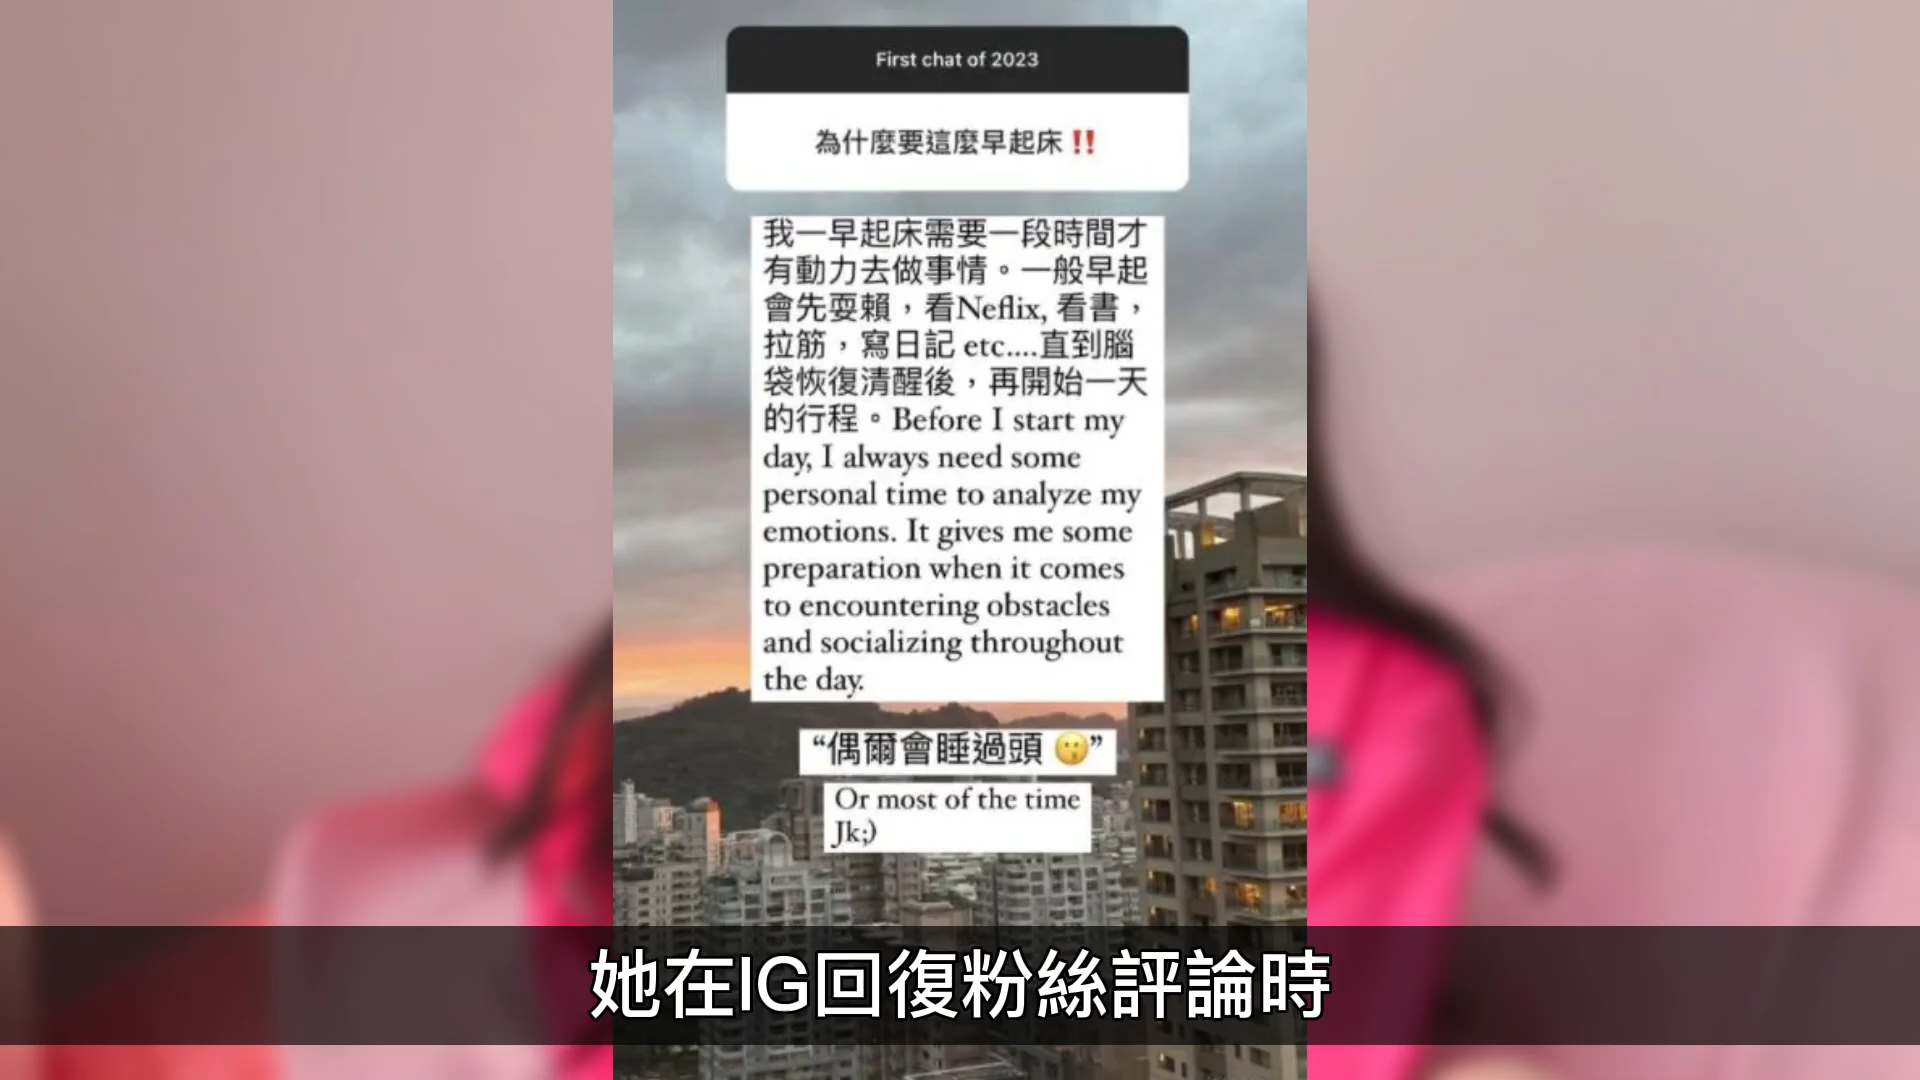 First chat of 2023
為什麼要這麼早起床 ‼️
我一早起床需要一段時間才
有動力去做事情。一般早起
會先耍賴，看Neflix, 看書，
拉筋，寫日記 etc....直到腦
袋恢復清醒後，再開始一天
的行程。Before I start my
day, I always need some
personal time to analyze my
emotions. It gives me some
preparation when it comes
to encountering obstacles
and socializing throughout
the day.
“偶爾會睡過頭 😗”
Or most of the time
Jk;)
她在IG回復粉絲評論時